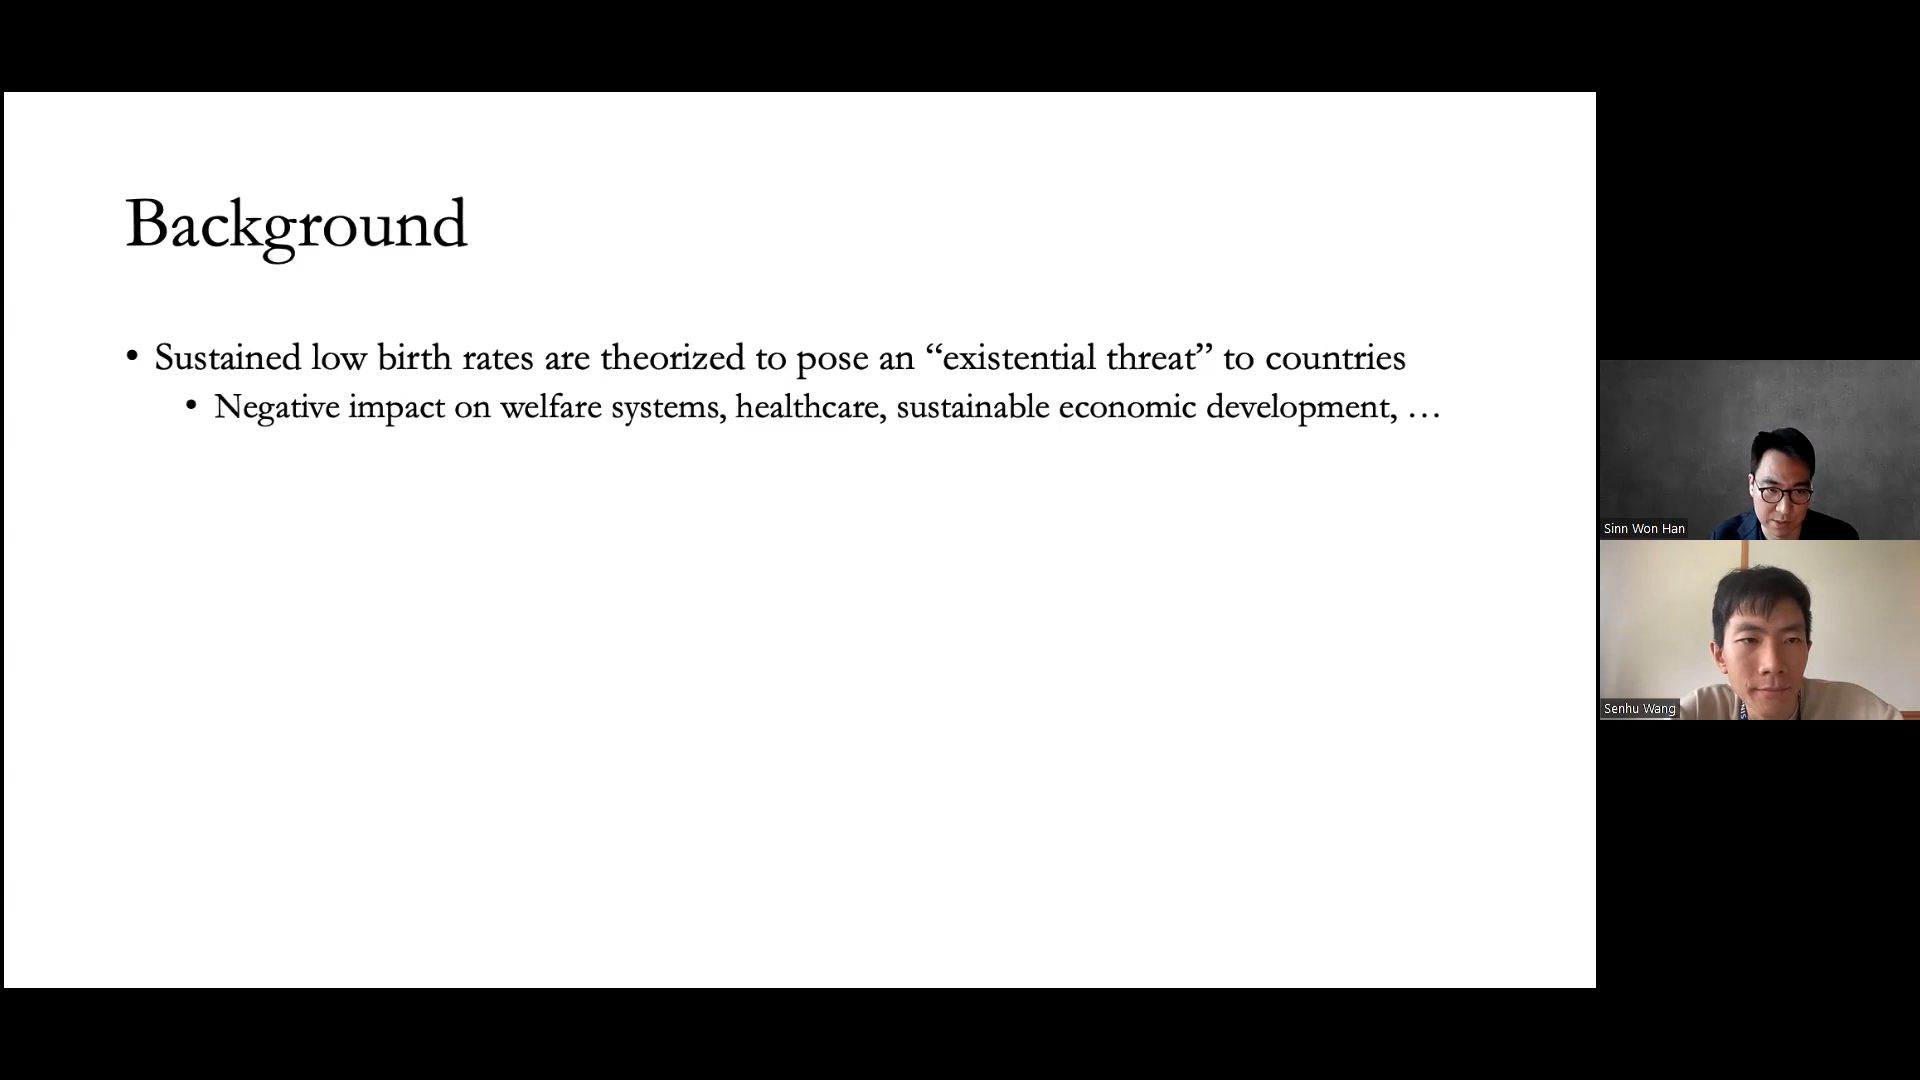 Background
• Sustained low birth rates are theorized to pose an “existential threat” to countries
• Negative impact on welfare systems, healthcare, sustainable economic development, …
Sinn Won Han
Senhu Wang